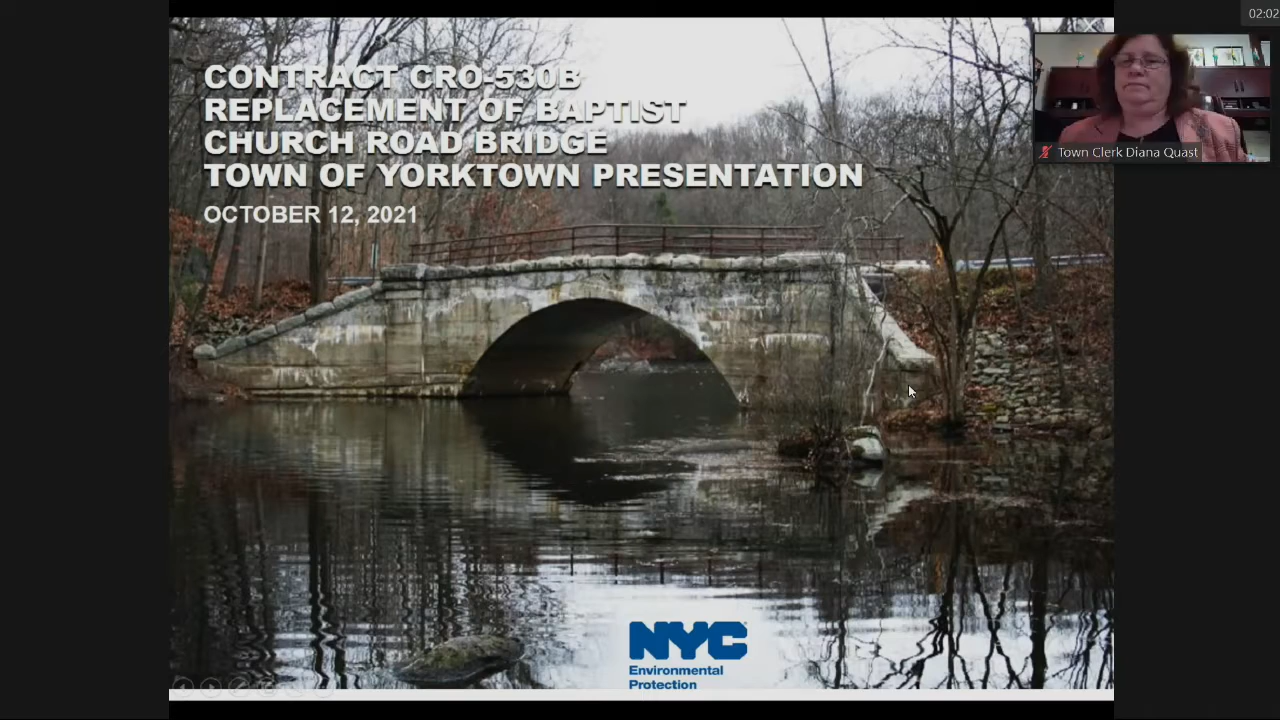 02:02
CONTRACT CRO-530B
REPLACEMENT OF BAPTIST
CHURCH ROAD BRIDGE
TOWN OF YORKTOWN PRESENTATION
OCTOBER 12, 2021
Town Clerk Diana Quast
NYC
Environmental
Protection